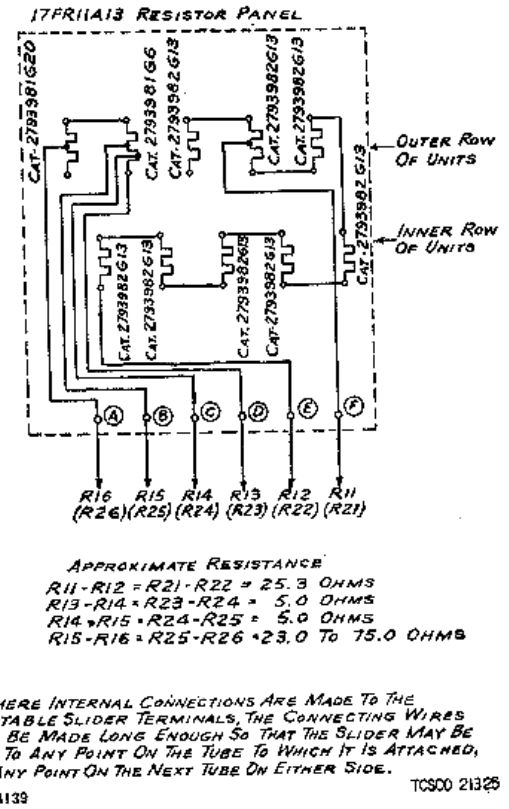 17FR11A13 RESISTOR PANEL
CAT-2793981G20
CAT-2793981G6
CAT-2793982G13
CAT.2793982G13
CAT.2793982G13
OUTER ROW
OF UNITS
CAT.2793982G13
INNER ROW
OF UNITS
CAT.2793982G13
CAT.2793982G13
CAT.2793982G13
CAT-2793982G13
A B C D E F
R16 R15 R14 R13 R12 R11
(R26) (R25) (R24) (R23) (R22) (R21)
APPROXIMATE RESISTANCE
R11-R12 = R21-R22 = 25.3 OHMS
R13-R14 = R23-R24 = 5.0 OHMS
R14-R15 = R24-R25 = 5.0 OHMS
R15-R16 = R25-R26 = 23.0 TO 75.0 OHMS
HERE INTERNAL CONNECTIONS ARE MADE TO THE
TABLE SLIDER TERMINALS, THE CONNECTING WIRES
BE MADE LONG ENOUGH SO THAT THE SLIDER MAY BE
TO ANY POINT ON THE TUBE TO WHICH IT IS ATTACHED,
NY POINT ON THE NEXT TUBE ON EITHER SIDE.
TCSCO 21325
4139